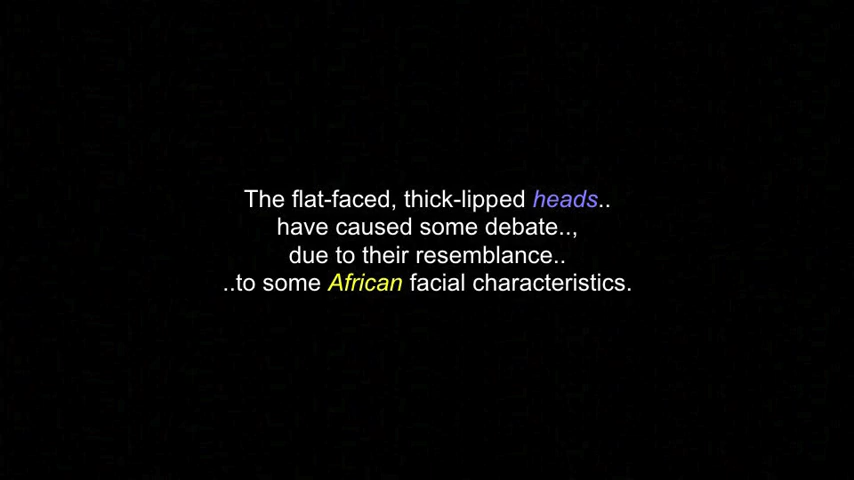 The flat-faced, thick-lipped heads..
have caused some debate..,
due to their resemblance..
..to some African facial characteristics.